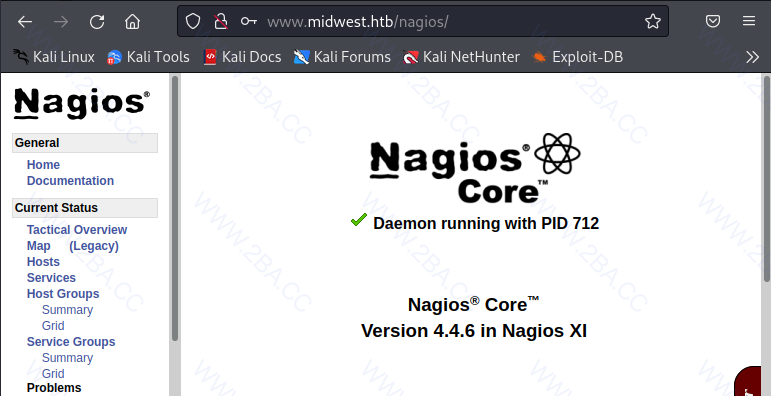 www.midwest.htb/nagios/
Kali Linux Kali Tools Kali Docs Kali Forums Kali NetHunter Exploit-DB
Nagios®
General
Home
Documentation
Current Status
Tactical Overview
Map (Legacy)
Hosts
Services
Host Groups
Summary
Grid
Service Groups
Summary
Grid
Problems
Nagios®
Core™
Daemon running with PID 712
Nagios® Core™
Version 4.4.6 in Nagios XI
WWW.2BA.CC